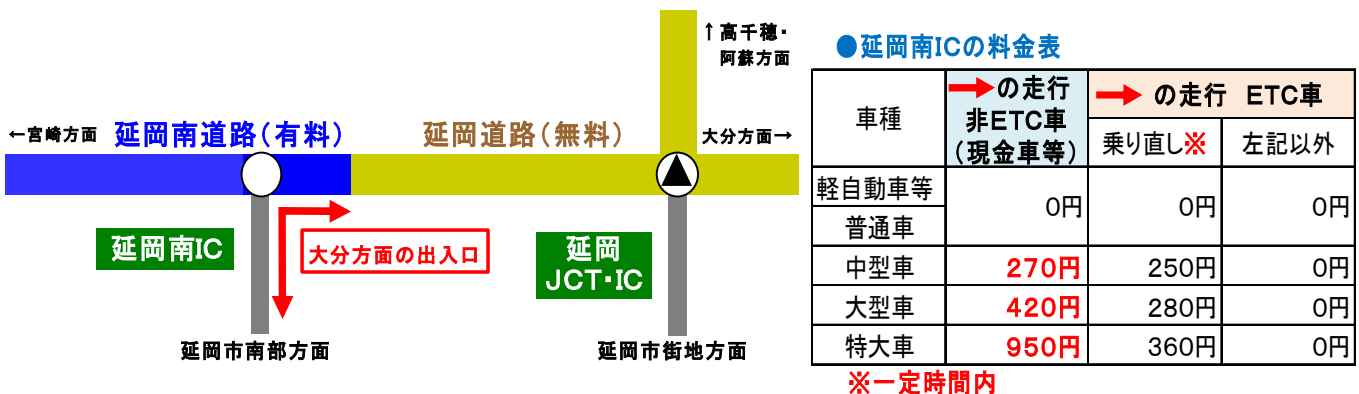 ↑高千穂・
阿蘇方面
←宮崎方面
延岡南道路(有料)
延岡道路(無料)
大分方面→
延岡南IC
大分方面の出入口
延岡
JCT・IC
延岡市南部方面
延岡市街地方面
●延岡南ICの料金表
車種
→の走行
非ETC車
(現金車等)
→ の走行 ETC車
乗り直し※
左記以外
軽自動車等
普通車
0円 0円 0円
中型車 270円 250円 0円
大型車 420円 280円 0円
特大車 950円 360円 0円
※一定時間内